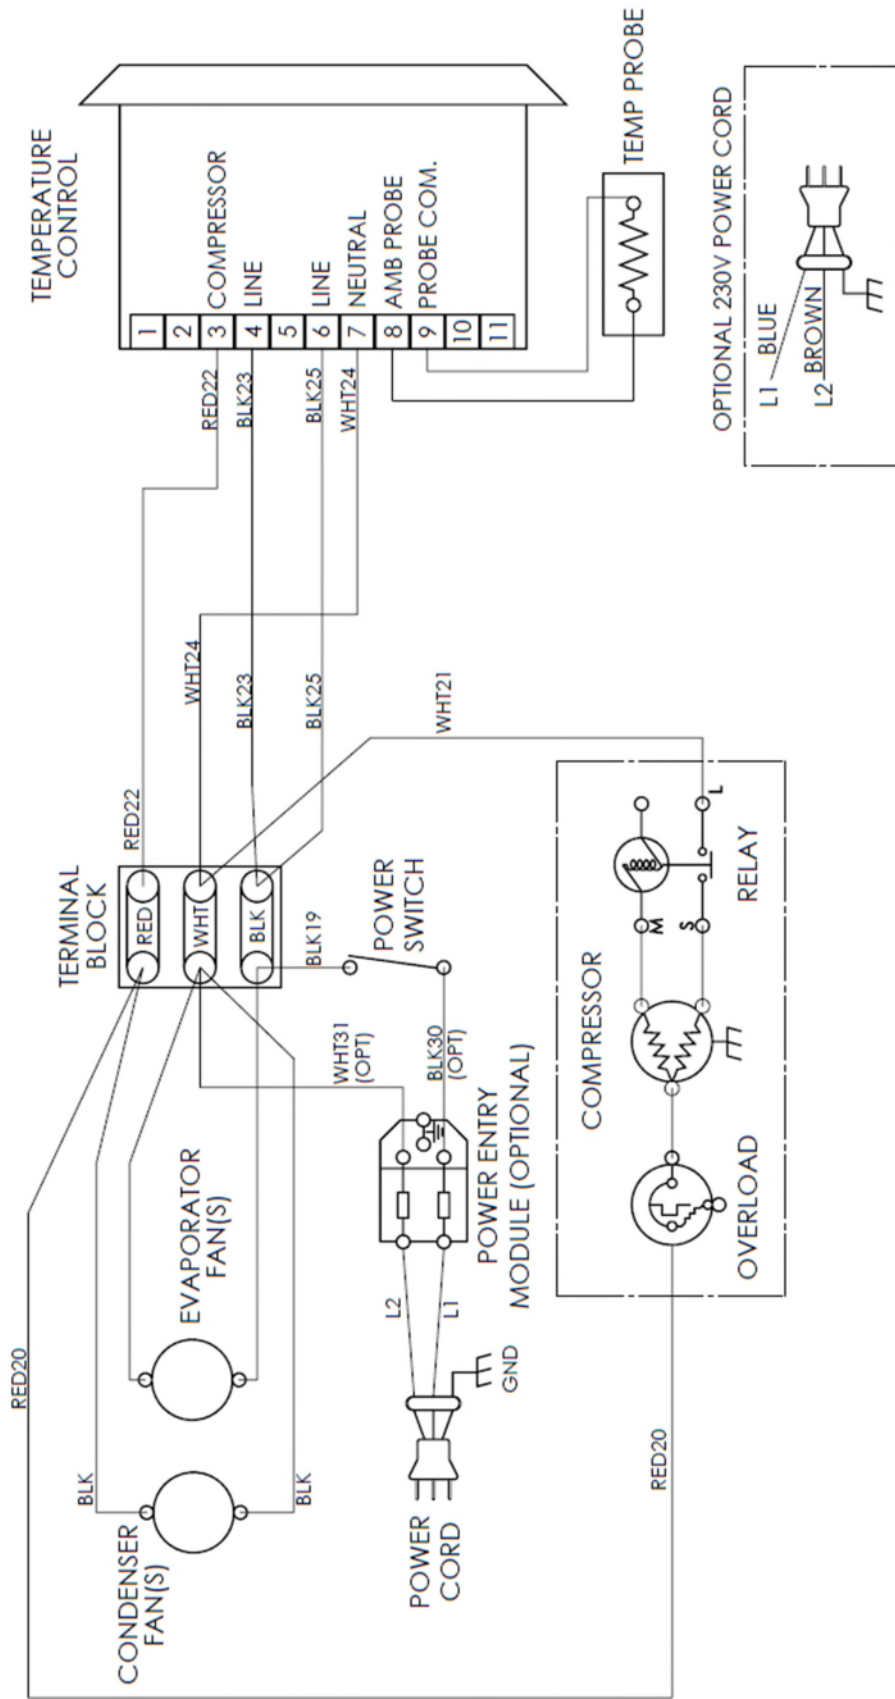 TEMPERATURE
CONTROL
1
2
3 COMPRESSOR
4 LINE
5
6 LINE
7 NEUTRAL
8 AMB PROBE
9 PROBE COM.
10
11
RED22
BLK23
BLK25
WHT24
TEMP PROBE
OPTIONAL 230V POWER CORD
L1 BLUE
L2 BROWN
TERMINAL
BLOCK
RED22
WHT24
BLK23
BLK25
WHT21
RED
WHT
BLK
BLK19
POWER
SWITCH
WHT31
(OPT)
BLK30
(OPT)
POWER ENTRY
MODULE (OPTIONAL)
L2
L1
GND
POWER
CORD
EVAPORATOR
FAN(S)
CONDENSER
FAN(S)
BLK
BLK
RED20
RED20
COMPRESSOR
OVERLOAD
RELAY
M
S
L